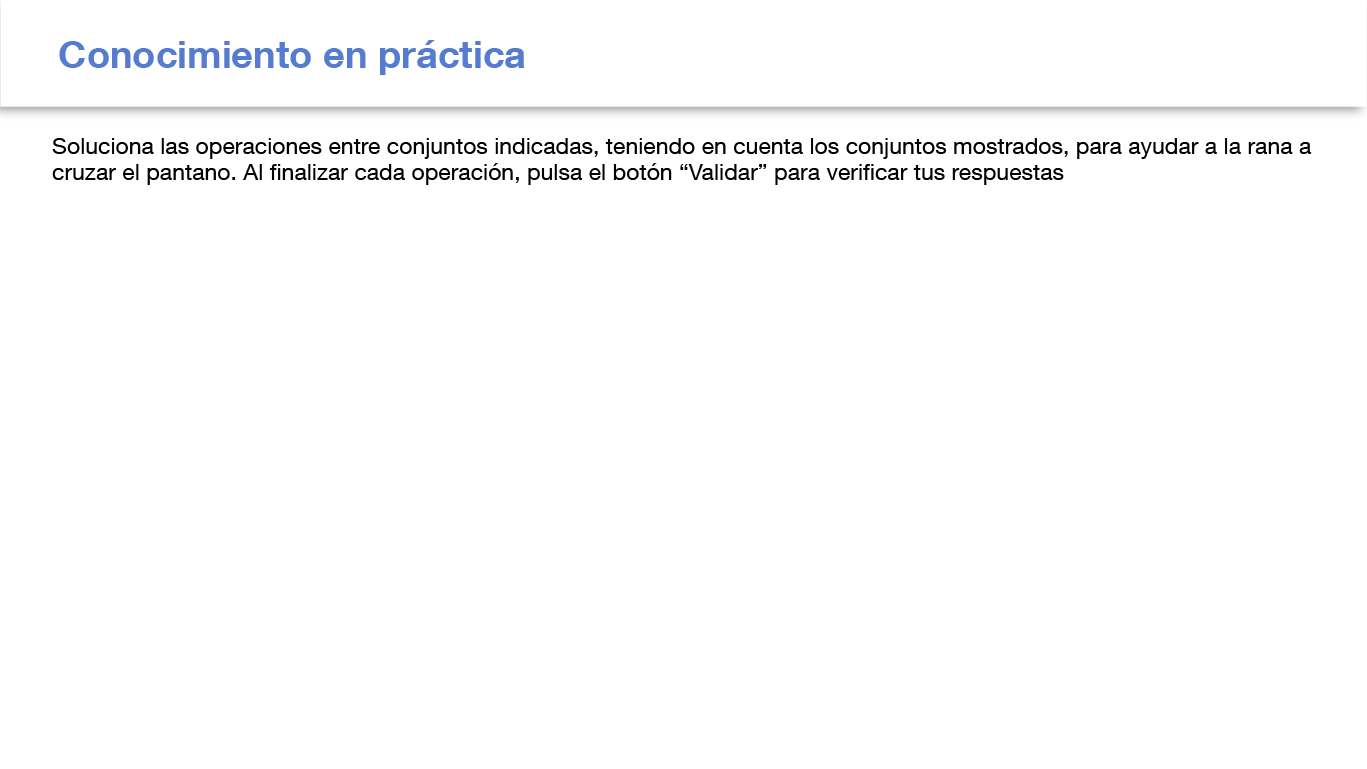 Conocimiento en práctica
Soluciona las operaciones entre conjuntos indicadas, teniendo en cuenta los conjuntos mostrados, para ayudar a la rana a
cruzar el pantano. Al finalizar cada operación, pulsa el botón “Validar” para verificar tus respuestas